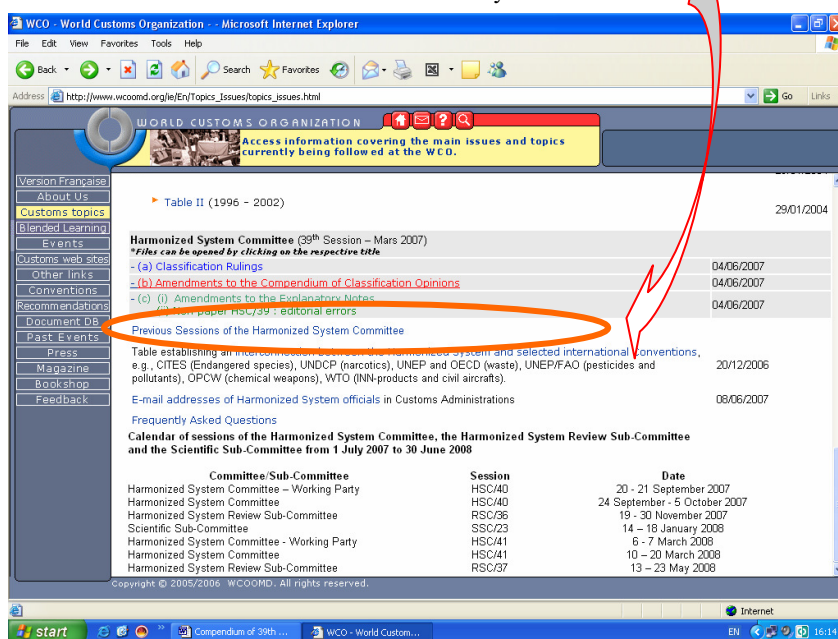 WCO - World Customs Organization - - Microsoft Internet Explorer
File Edit View Favorites Tools Help
Back Search Favorites
Address http://www.wcoomd.org/ie/En/Topics_Issues/topics_issues.html Go Links
WORLD CUSTOMS ORGANIZATION
Access information covering the main issues and topics
currently being followed at the WCO.
Version Française
About Us
Customs topics
Blended Learning
Events
Customs web sites
Other links
Conventions
Recommendations
Document DB
Past Events
Press
Magazine
Bookshop
Feedback
Table II (1996 - 2002)
29/01/2004
Harmonized System Committee (39th Session – Mars 2007)
*Files can be opened by clicking on the respective title
- (a) Classification Rulings 04/06/2007
- (b) Amendments to the Compendium of Classification Opinions 04/06/2007
- (c) (i) Amendments to the Explanatory Notes
paper HSC/39 : editorial errors 04/06/2007
Previous Sessions of the Harmonized System Committee
Table establishing an interconnection between the Harmonized System and selected international Conventions,
e.g., CITES (Endangered species), UNDCP (narcotics), UNEP and OECD (waste), UNEP/FAO (pesticides and 20/12/2006
pollutants), OPCW (chemical weapons), WTO (INN-products and civil aircrafts).
E-mail addresses of Harmonized System officials in Customs Administrations 08/06/2007
Frequently Asked Questions
Calendar of sessions of the Harmonized System Committee, the Harmonized System Review Sub-Committee
and the Scientific Sub-Committee from 1 July 2007 to 30 June 2008
Committee/Sub-Committee Session Date
Harmonized System Committee – Working Party HSC/40 20 - 21 September 2007
Harmonized System Committee HSC/40 24 September - 5 October 2007
Harmonized System Review Sub-Committee RSC/36 19 - 30 November 2007
Scientific Sub-Committee SSC/23 14 – 18 January 2008
Harmonized System Committee - Working Party HSC/41 6 - 7 March 2008
Harmonized System Committee HSC/41 10 – 20 March 2008
Harmonized System Review Sub-Committee RSC/37 13 – 23 May 2008
Copyright © 2005/2006 WCOOMD. All rights reserved.
Internet
start Compendium of 39th ... WCO - World Custom... EN 16:14